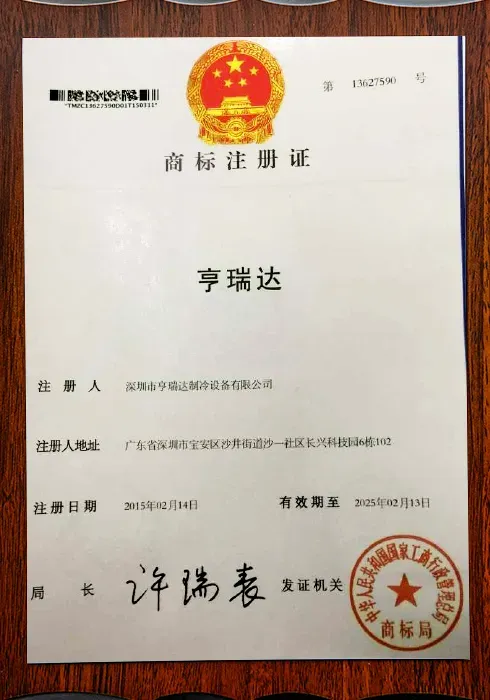 第 13627590 号
*TMZC13627590D01T150311*
商标注册证
亨瑞达
注册人 深圳市亨瑞达制冷设备有限公司
注册人地址 广东省深圳市宝安区沙井街道沙一社区长兴科技园6栋102
注册日期 2015年02月14日 有效期至 2025年02月13日
局长 许瑞表 发证机关
中华人民共和国国家工商行政管理总局
商标局